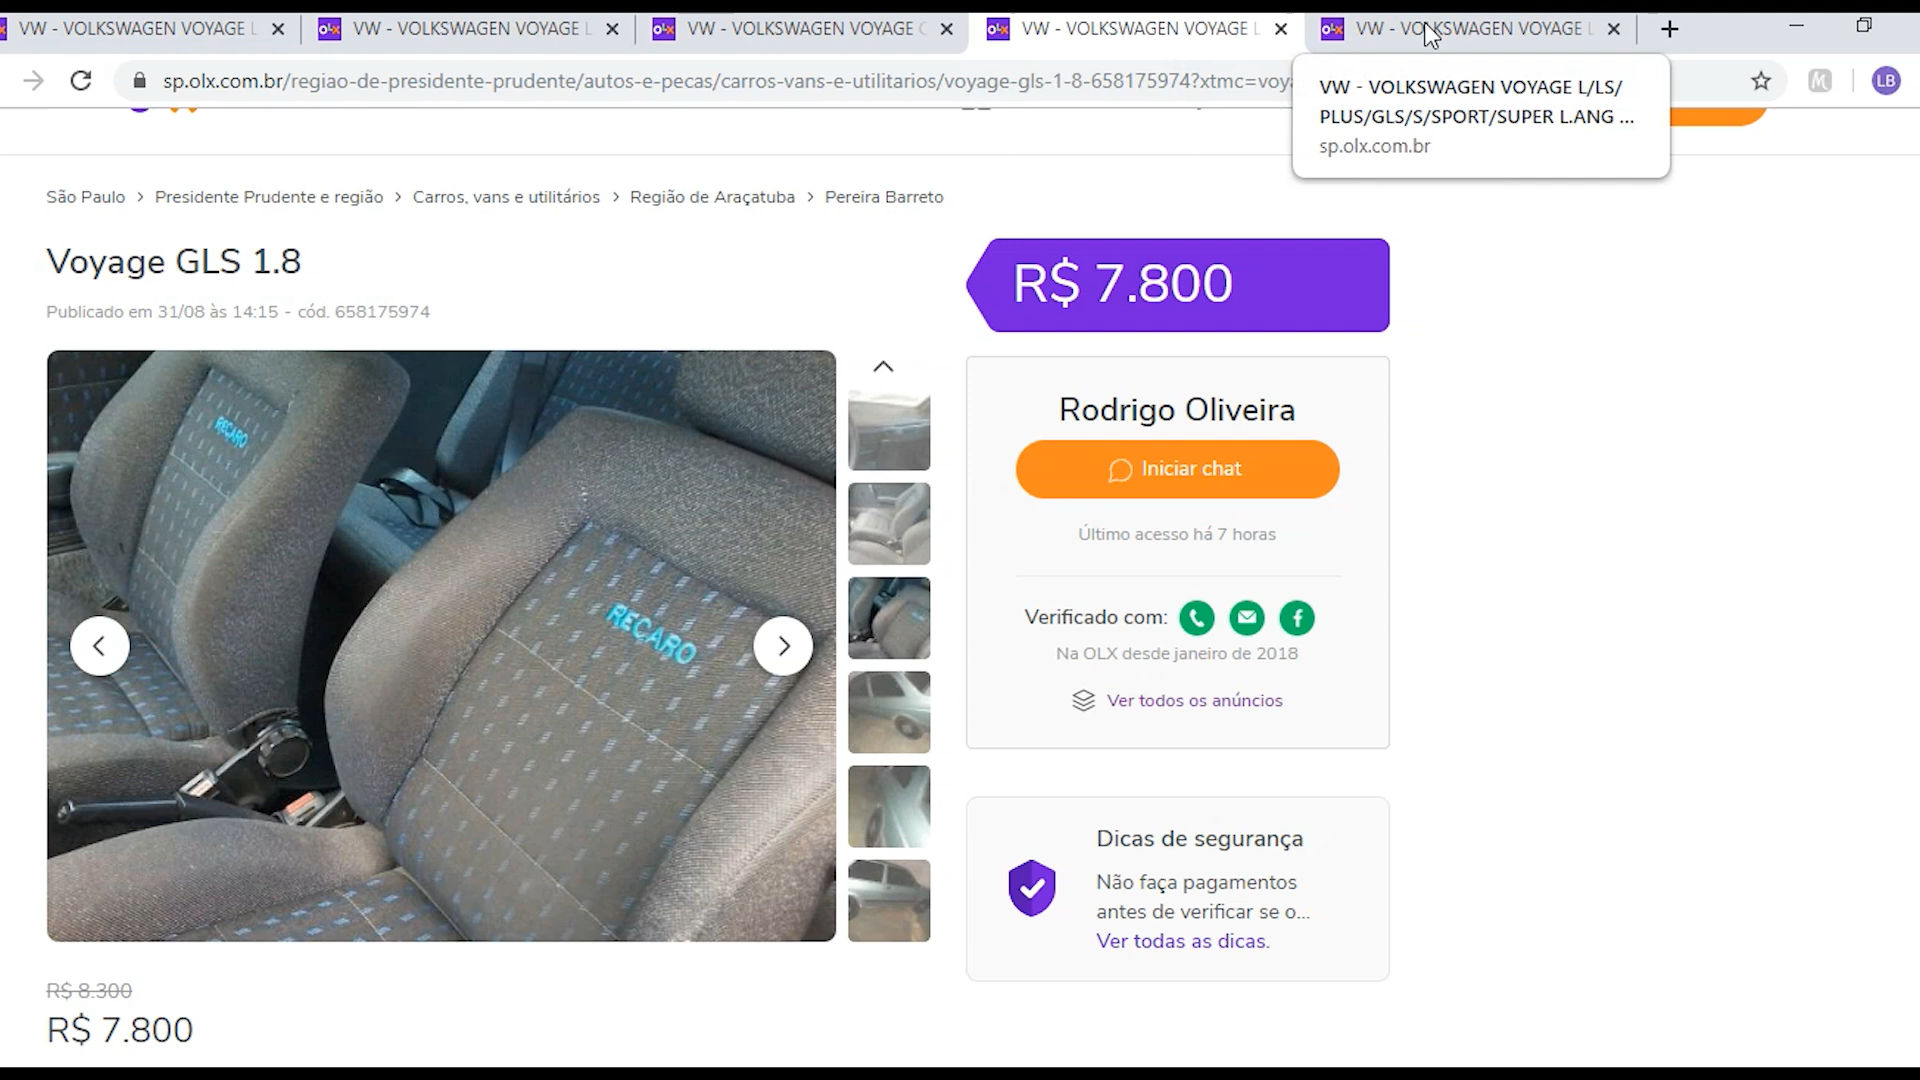 VW - VOLKSWAGEN VOYAGE L
olx VW - VOLKSWAGEN VOYAGE L
olx VW - VOLKSWAGEN VOYAGE C
olx VW - VOLKSWAGEN VOYAGE L
olx VW - VOLKSWAGEN VOYAGE L
sp.olx.com.br/regiao-de-presidente-prudente/autos-e-pecas/carros-vans-e-utilitarios/voyage-gls-1-8-658175974?xtmc=voya
LB
VW - VOLKSWAGEN VOYAGE L/LS/
PLUS/GLS/S/SPORT/SUPER L.ANG ...
sp.olx.com.br
São Paulo > Presidente Prudente e região > Carros, vans e utilitários > Região de Araçatuba > Pereira Barreto
Voyage GLS 1.8
Publicado em 31/08 às 14:15 - cód. 658175974
RECARO
RECARO
R$ 8.300
R$ 7.800
R$ 7.800
Rodrigo Oliveira
Iniciar chat
Último acesso há 7 horas
Verificado com:
Na OLX desde janeiro de 2018
Ver todos os anúncios
Dicas de segurança
Não faça pagamentos
antes de verificar se o...
Ver todas as dicas.